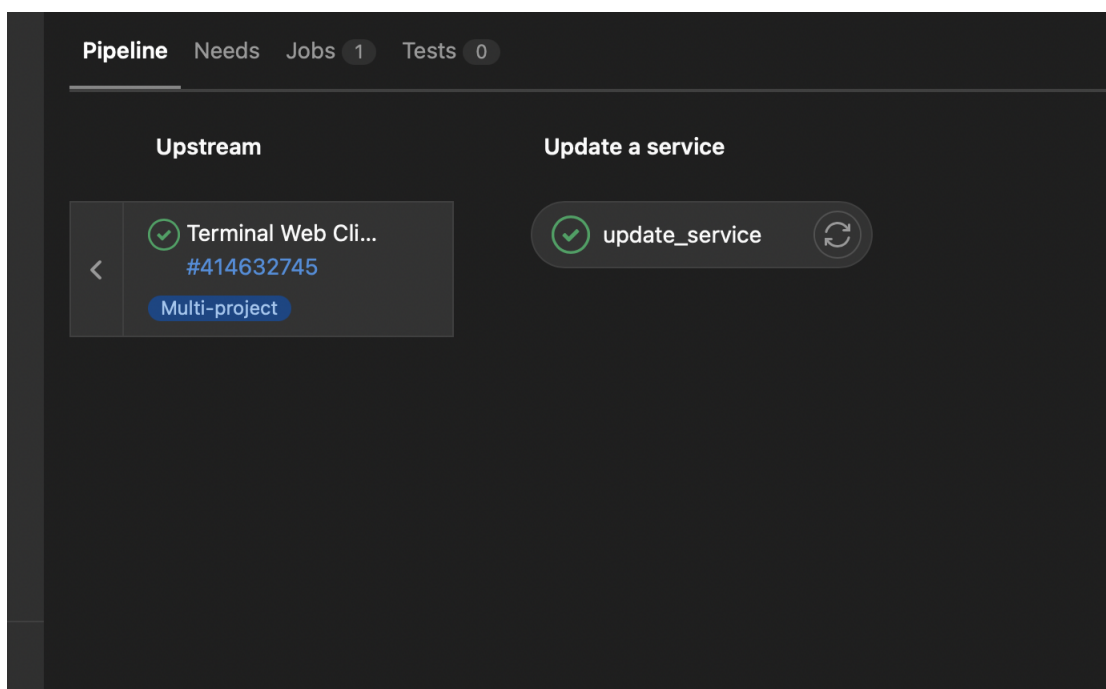 Pipeline Needs Jobs 1 Tests 0
Upstream
Update a service
Terminal Web Cli...
#414632745
Multi-project
update_service